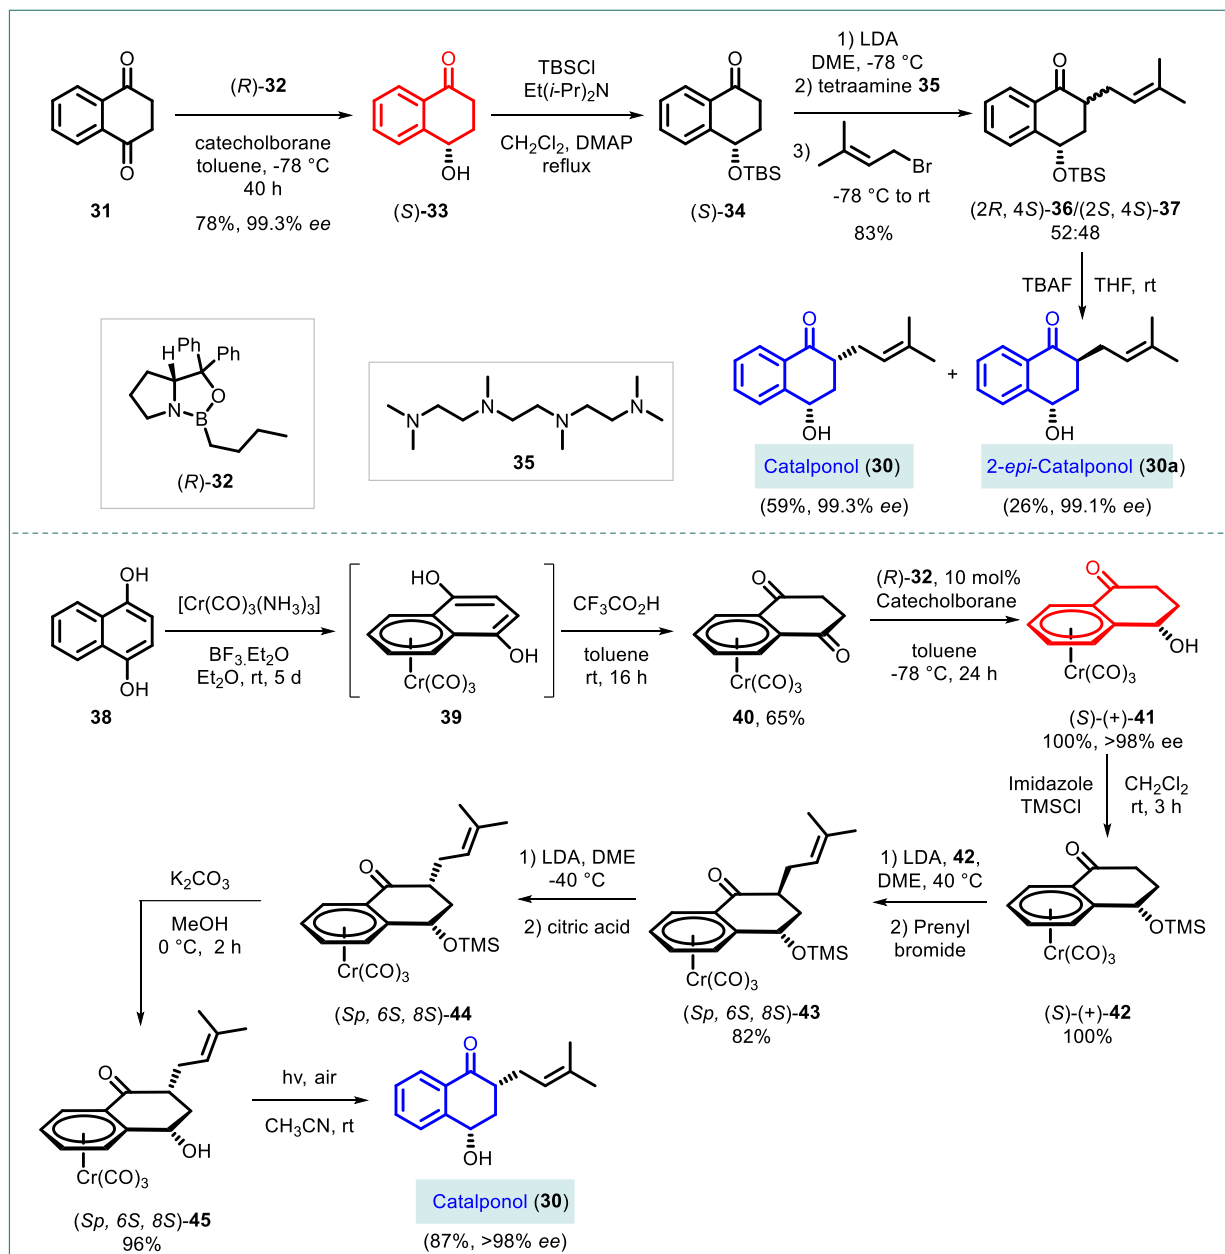 O
O
31
(R)-32
catecholborane
toluene, -78 °C
40 h
78%, 99.3% ee
O
OH
(S)-33
TBSCl
Et(i-Pr)2N
CH2Cl2, DMAP
reflux
O
OTBS
(S)-34
1) LDA
DME, -78 °C
2) tetraamine 35
3)
Br
-78 °C to rt
83%
O
OTBS
(2R, 4S)-36/(2S, 4S)-37
52:48
TBAF
THF, rt
H
Ph
Ph
N
O
B
(R)-32
N
N
N
N
35
O
OH
Catalponol (30)
(59%, 99.3% ee)
+
O
OH
2-epi-Catalponol (30a)
(26%, 99.1% ee)
OH
OH
38
[Cr(CO)3(NH3)3]
BF3.Et2O
Et2O, rt, 5 d
HO
OH
Cr(CO)3
39
CF3CO2H
toluene
rt, 16 h
O
O
Cr(CO)3
40, 65%
(R)-32, 10 mol%
Catecholborane
toluene
-78 °C, 24 h
O
OH
Cr(CO)3
(S)-(+)-41
100%, >98% ee
Imidazole
TMSCl
CH2Cl2
rt, 3 h
O
OTMS
Cr(CO)3
(S)-(+)-42
100%
1) LDA, 42,
DME, 40 °C
2) Prenyl
bromide
O
OTMS
Cr(CO)3
(Sp, 6S, 8S)-43
82%
1) LDA, DME
-40 °C
2) citric acid
O
OTMS
Cr(CO)3
(Sp, 6S, 8S)-44
K2CO3
MeOH
0 °C, 2 h
O
OH
Cr(CO)3
(Sp, 6S, 8S)-45
96%
hv, air
CH3CN, rt
O
OH
Catalponol (30)
(87%, >98% ee)